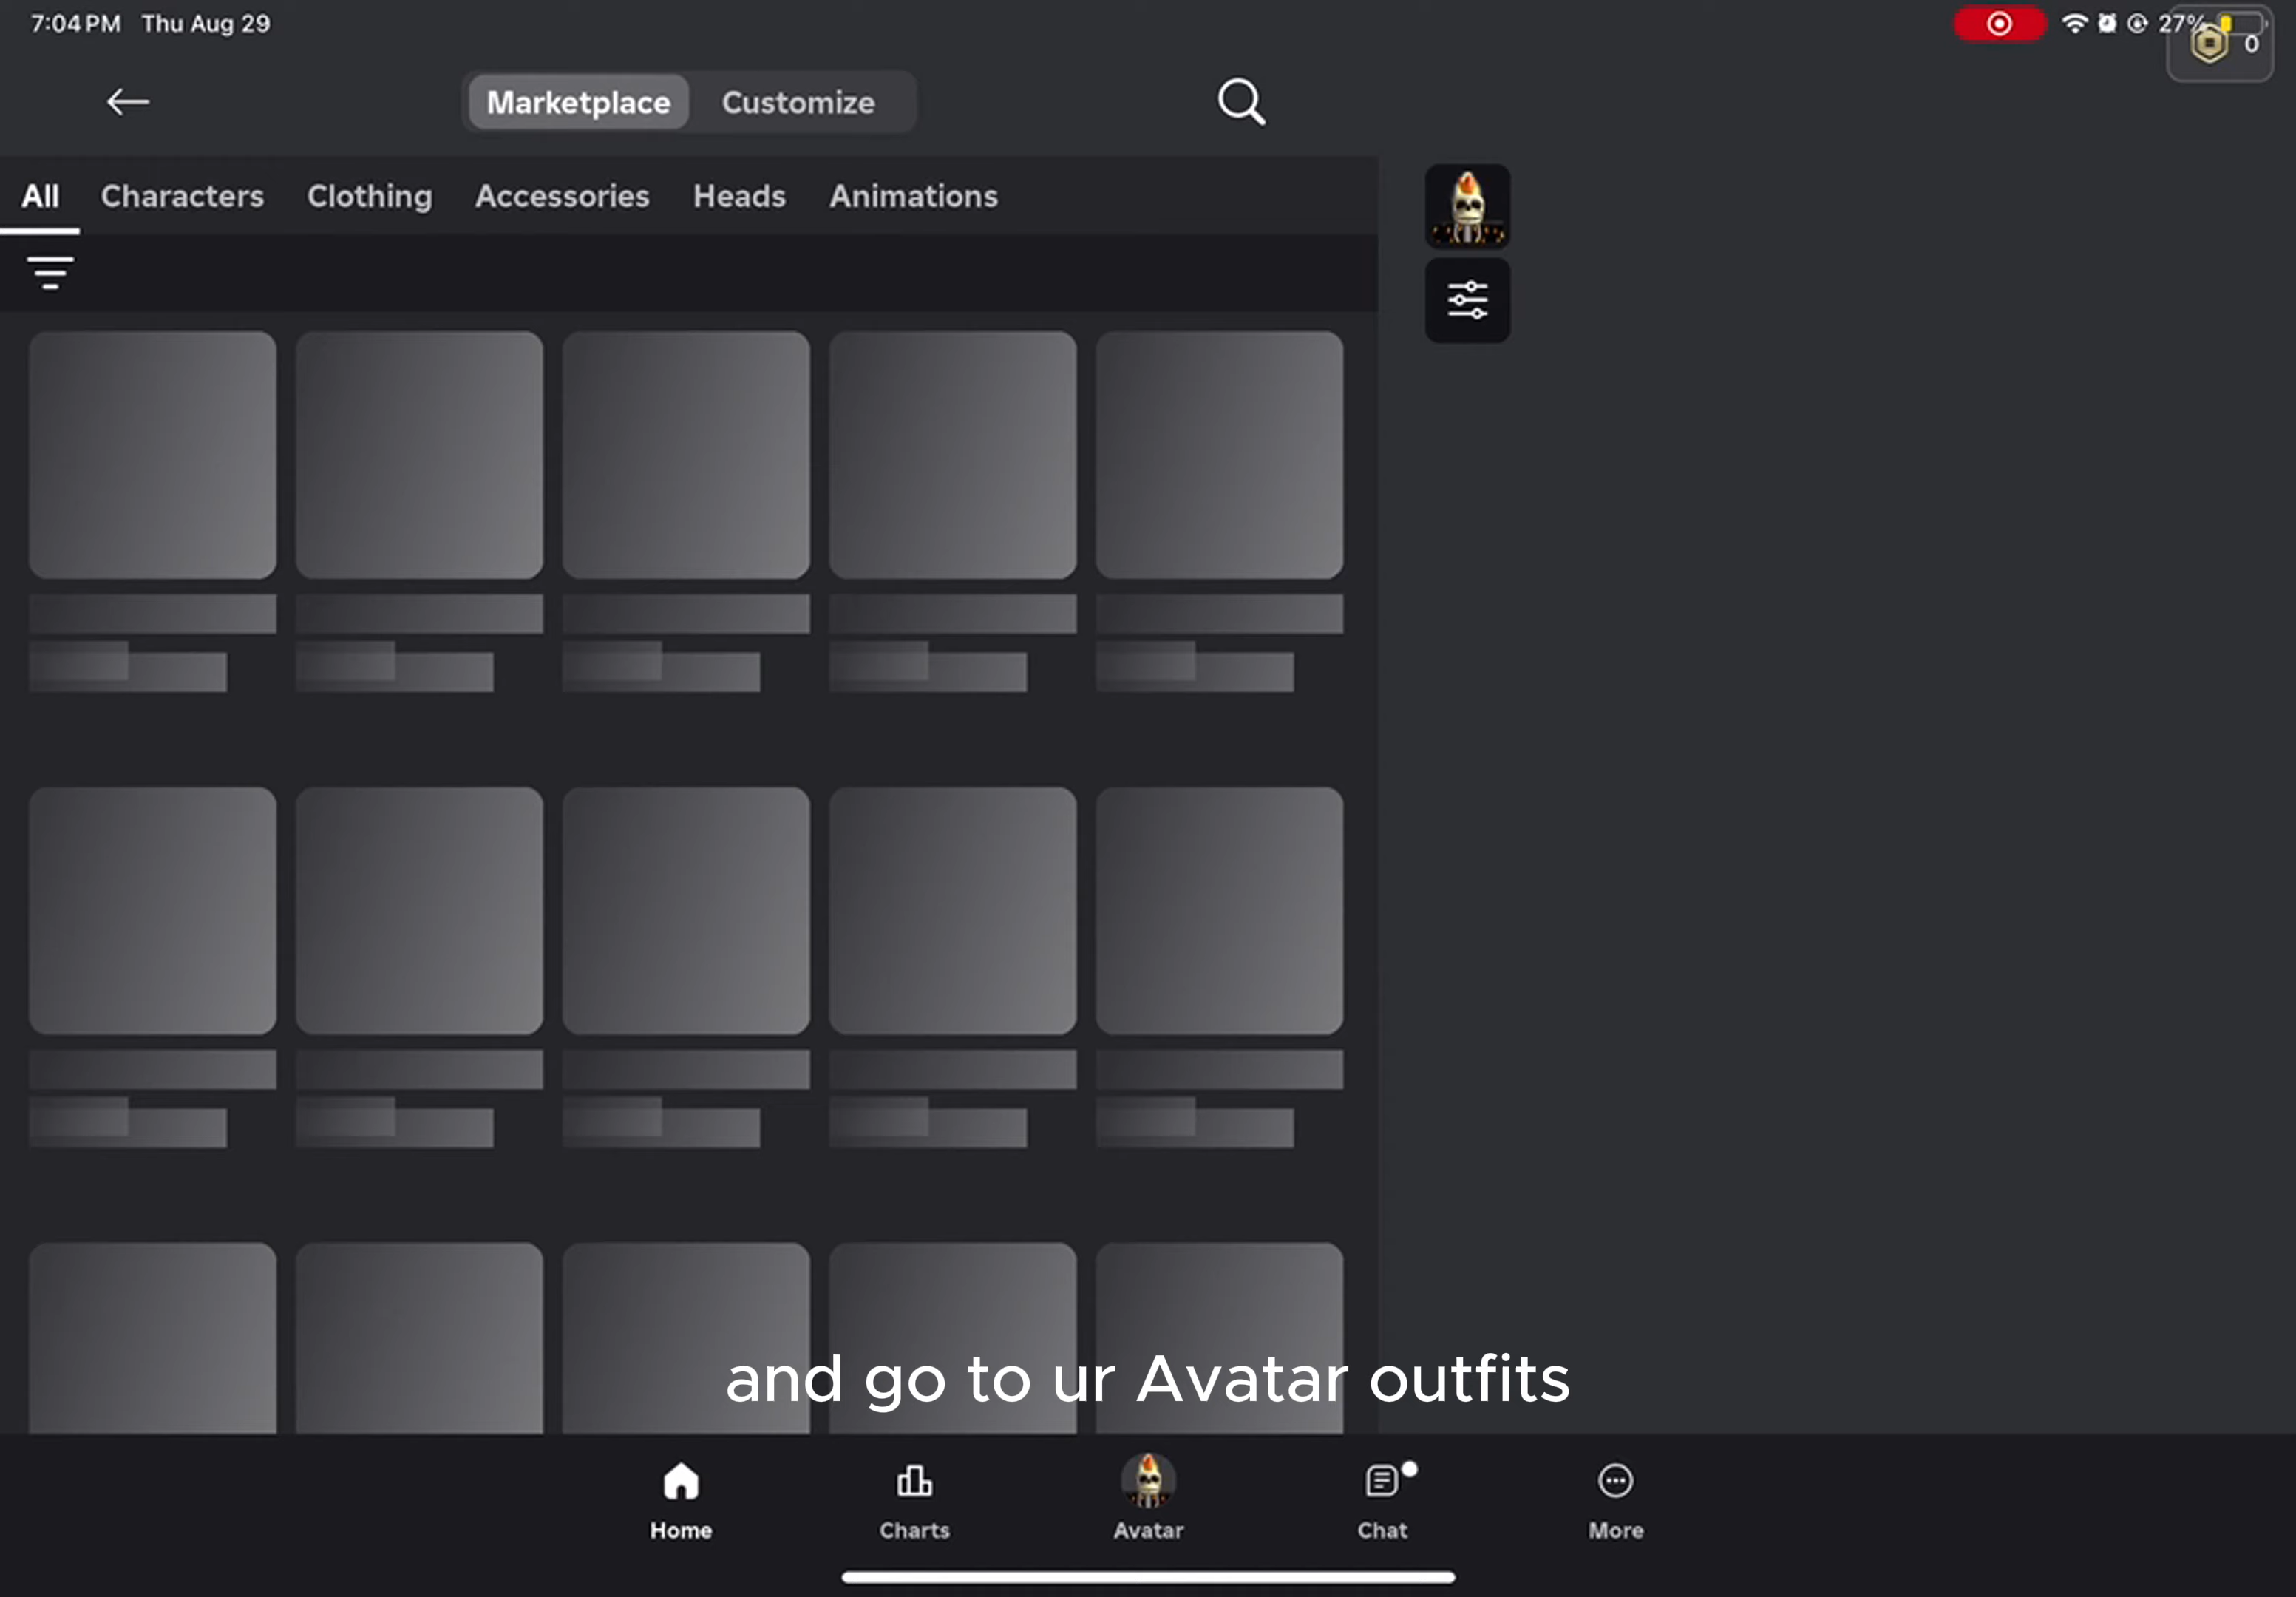 7:04 PM Thu Aug 29
27%
0
Marketplace Customize
All Characters Clothing Accessories Heads Animations
and go to ur Avatar outfits
Home Charts Avatar Chat More